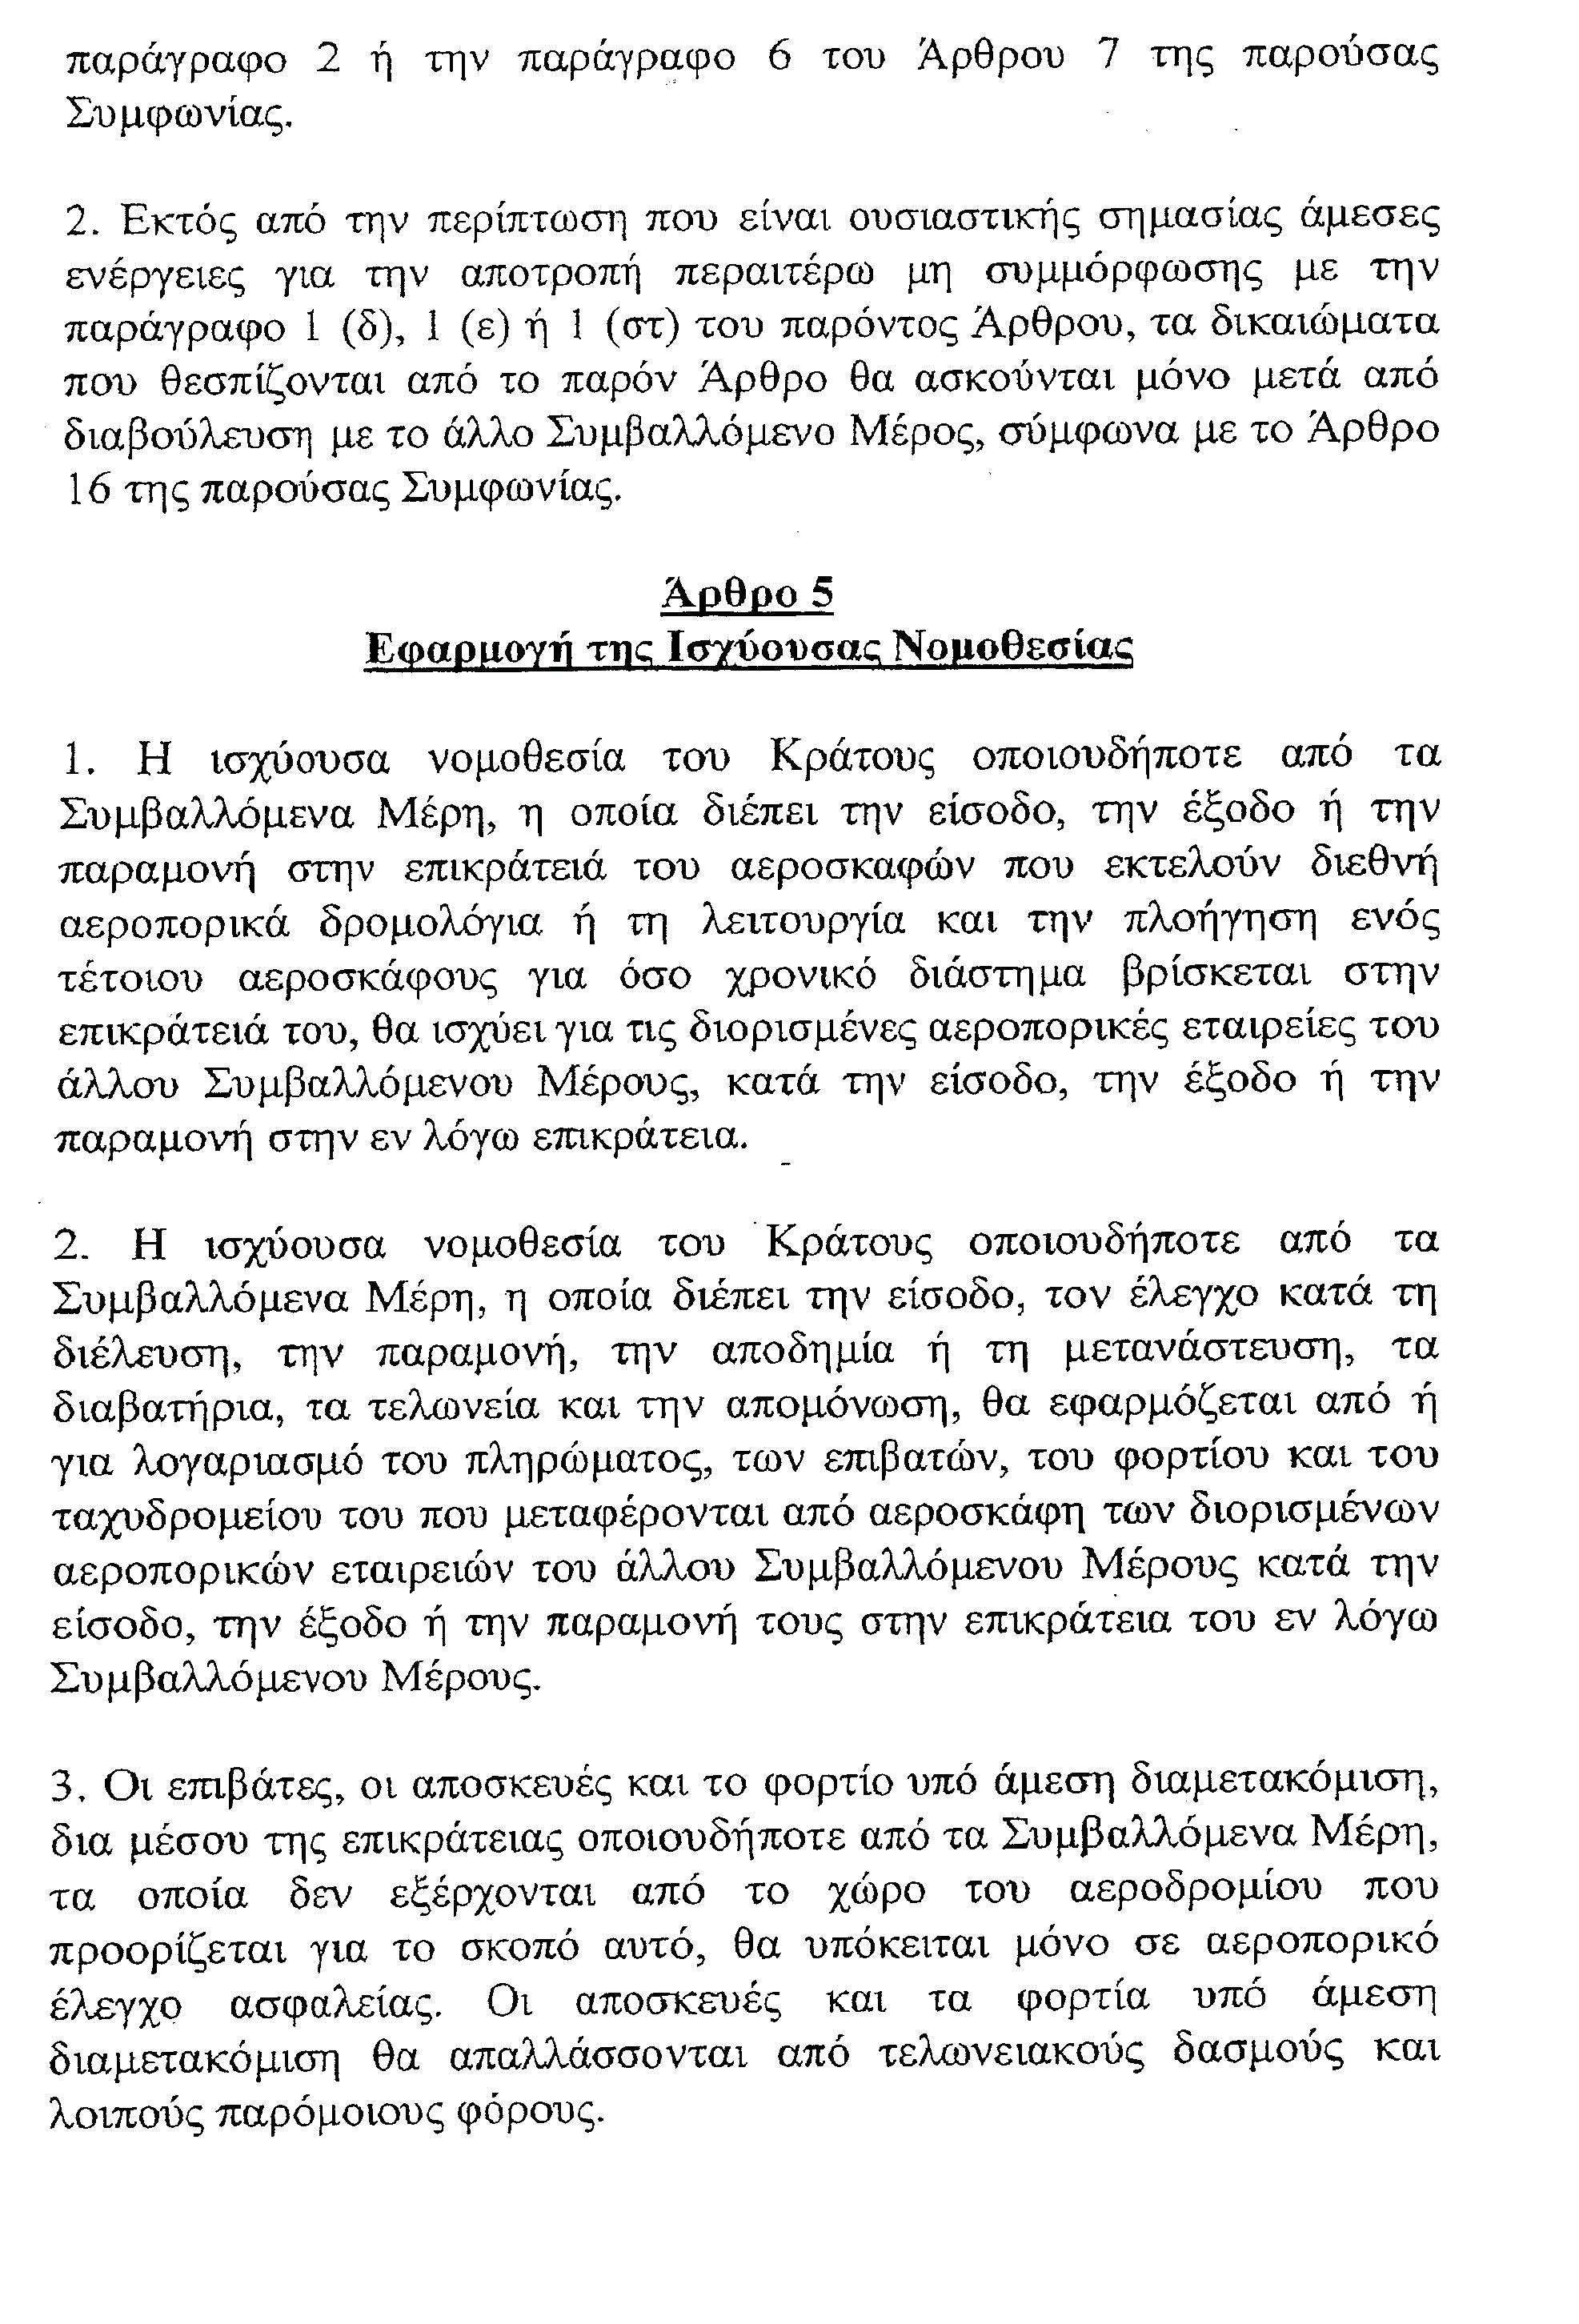 παράγραφο 2 ή την παράγραφο 6 του Άρθρου 7 της παρούσας
Συμφωνίας.
2. Εκτός από την περίπτωση που είναι ουσιαστικής σημασίας άμεσες
ενέργειες για την αποτροπή περαιτέρω μη συμμόρφωσης με την
παράγραφο 1 (δ), 1 (ε) ή 1 (στ) του παρόντος Άρθρου, τα δικαιώματα
που θεσπίζονται από το παρόν Άρθρο θα ασκούνται μόνο μετά από
διαβούλευση με το άλλο Συμβαλλόμενο Μέρος, σύμφωνα με το Άρθρο
16 της παρούσας Συμφωνίας.
Άρθρο 5
Εφαρμογή της Ισχύουσας Νομοθεσίας
1. Η ισχύουσα νομοθεσία του Κράτους οποιουδήποτε από τα
Συμβαλλόμενα Μέρη, η οποία διέπει την είσοδο, την έξοδο ή την
παραμονή στην επικράτειά του αεροσκαφών που εκτελούν διεθνή
αεροπορικά δρομολόγια ή τη λειτουργία και την πλοήγηση ενός
τέτοιου αεροσκάφους για όσο χρονικό διάστημα βρίσκεται στην
επικράτειά του, θα ισχύει για τις διορισμένες αεροπορικές εταιρείες του
άλλου Συμβαλλόμενου Μέρους, κατά την είσοδο, την έξοδο ή την
παραμονή στην εν λόγω επικράτεια.
2. Η ισχύουσα νομοθεσία του Κράτους οποιουδήποτε από τα
Συμβαλλόμενα Μέρη, η οποία διέπει την είσοδο, τον έλεγχο κατά τη
διέλευση, την παραμονή, την αποδημία ή τη μετανάστευση, τα
διαβατήρια, τα τελωνεία και την απομόνωση, θα εφαρμόζεται από ή
για λογαριασμό του πληρώματος, των επιβατών, του φορτίου και του
ταχυδρομείου του που μεταφέρονται από αεροσκάφη των διορισμένων
αεροπορικών εταιρειών του άλλου Συμβαλλόμενου Μέρους κατά την
είσοδο, την έξοδο ή την παραμονή τους στην επικράτεια του εν λόγω
Συμβαλλόμενου Μέρους.
3. Οι επιβάτες, οι αποσκευές και το φορτίο υπό άμεση διαμετακόμιση,
δια μέσου της επικράτειας οποιουδήποτε από τα Συμβαλλόμενα Μέρη,
τα οποία δεν εξέρχονται από το χώρο του αεροδρομίου που
προορίζεται για το σκοπό αυτό, θα υπόκειται μόνο σε αεροπορικό
έλεγχο ασφαλείας. Οι αποσκευές και τα φορτία υπό άμεση
διαμετακόμιση θα απαλλάσσονται από τελωνειακούς δασμούς και
λοιπούς παρόμοιους φόρους.